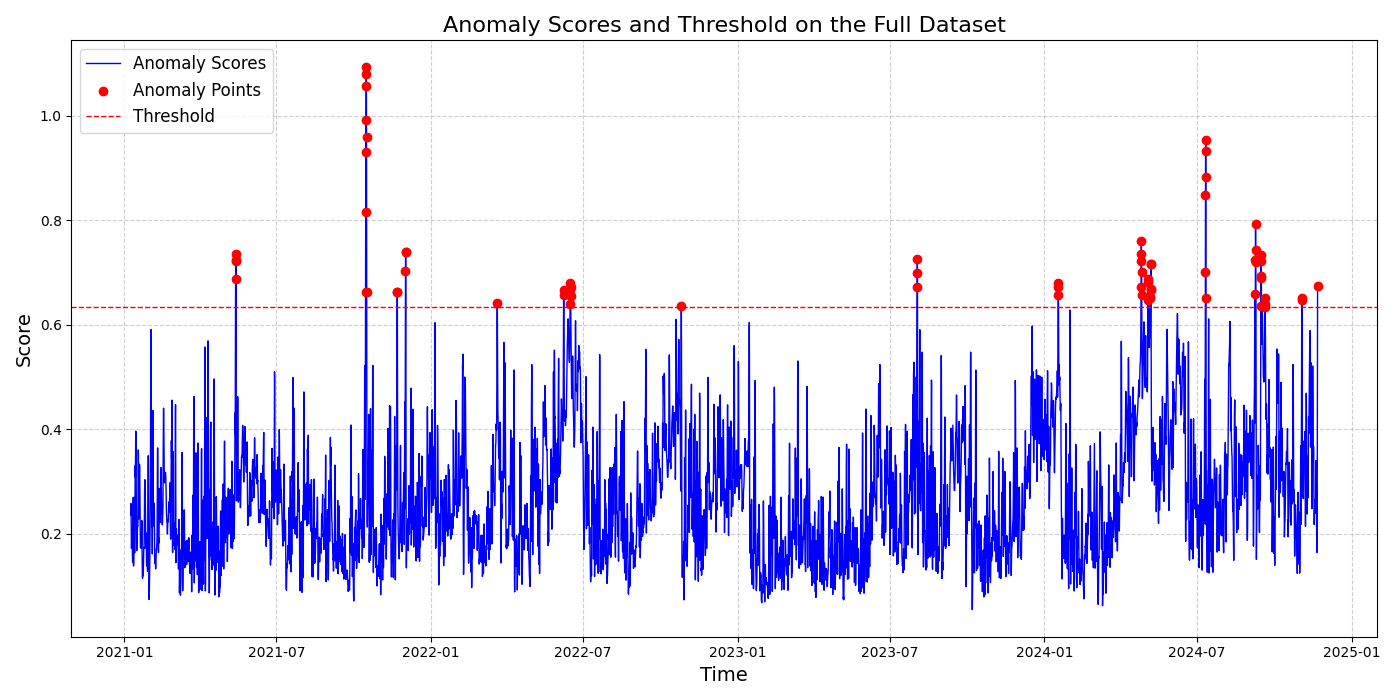 Anomaly Scores and Threshold on the Full Dataset
Anomaly Scores
Anomaly Points
Threshold
Score
1.0
0.8
0.6
0.4
0.2
2021-01
2021-07
2022-01
2022-07
2023-01
2023-07
2024-01
2024-07
2025-01
Time